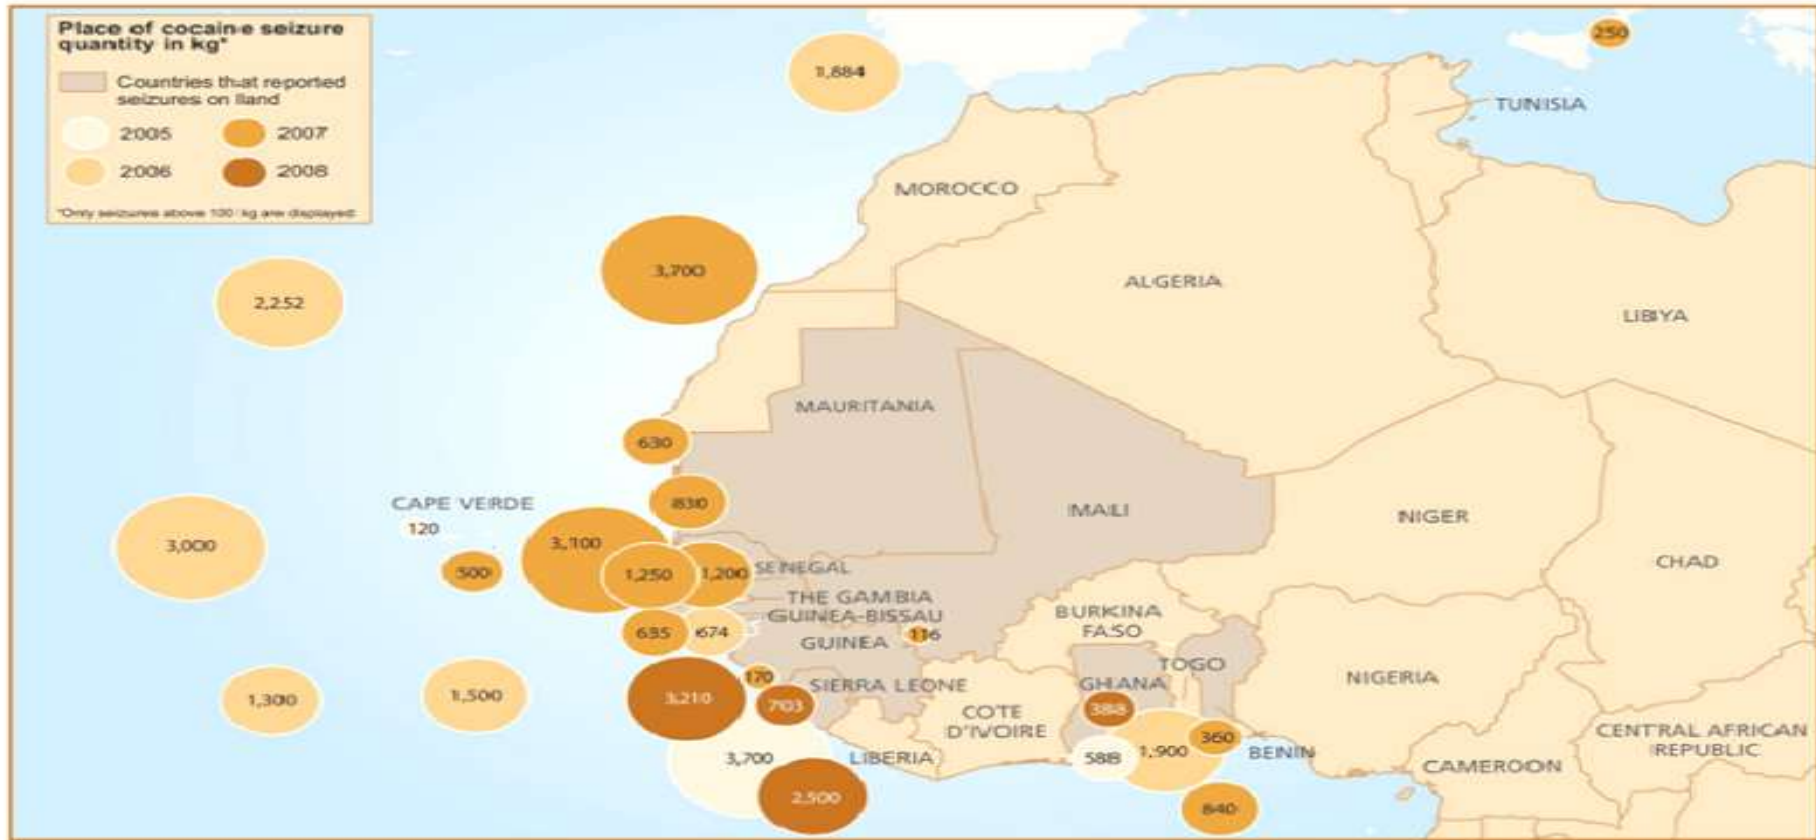 Place of cocaine seizure
quantity in kg*
Countries that reported
seizures on land
2005
2007
2006
2008
*Only seizures above 100 kg are displayed
1,884
250
TUNISIA
MOROCCO
3,700
2,252
ALGERIA
LIBYA
MAURITANIA
630
CAPE VERDE
120
830
MALI
NIGER
3,000
3,100
500
1,250
1,200
SENEGAL
CHAD
THE GAMBIA
GUINEA-BISSAU
BURKINA
FASO
635
674
GUINEA
116
TOGO
170
SIERRA LEONE
GHANA
NIGERIA
1,300
1,500
3,210
703
388
COTE
D'IVOIRE
360
1,900
BENIN
CENTRAL AFRICAN
REPUBLIC
3,700
LIBERIA
588
CAMEROON
2,500
840